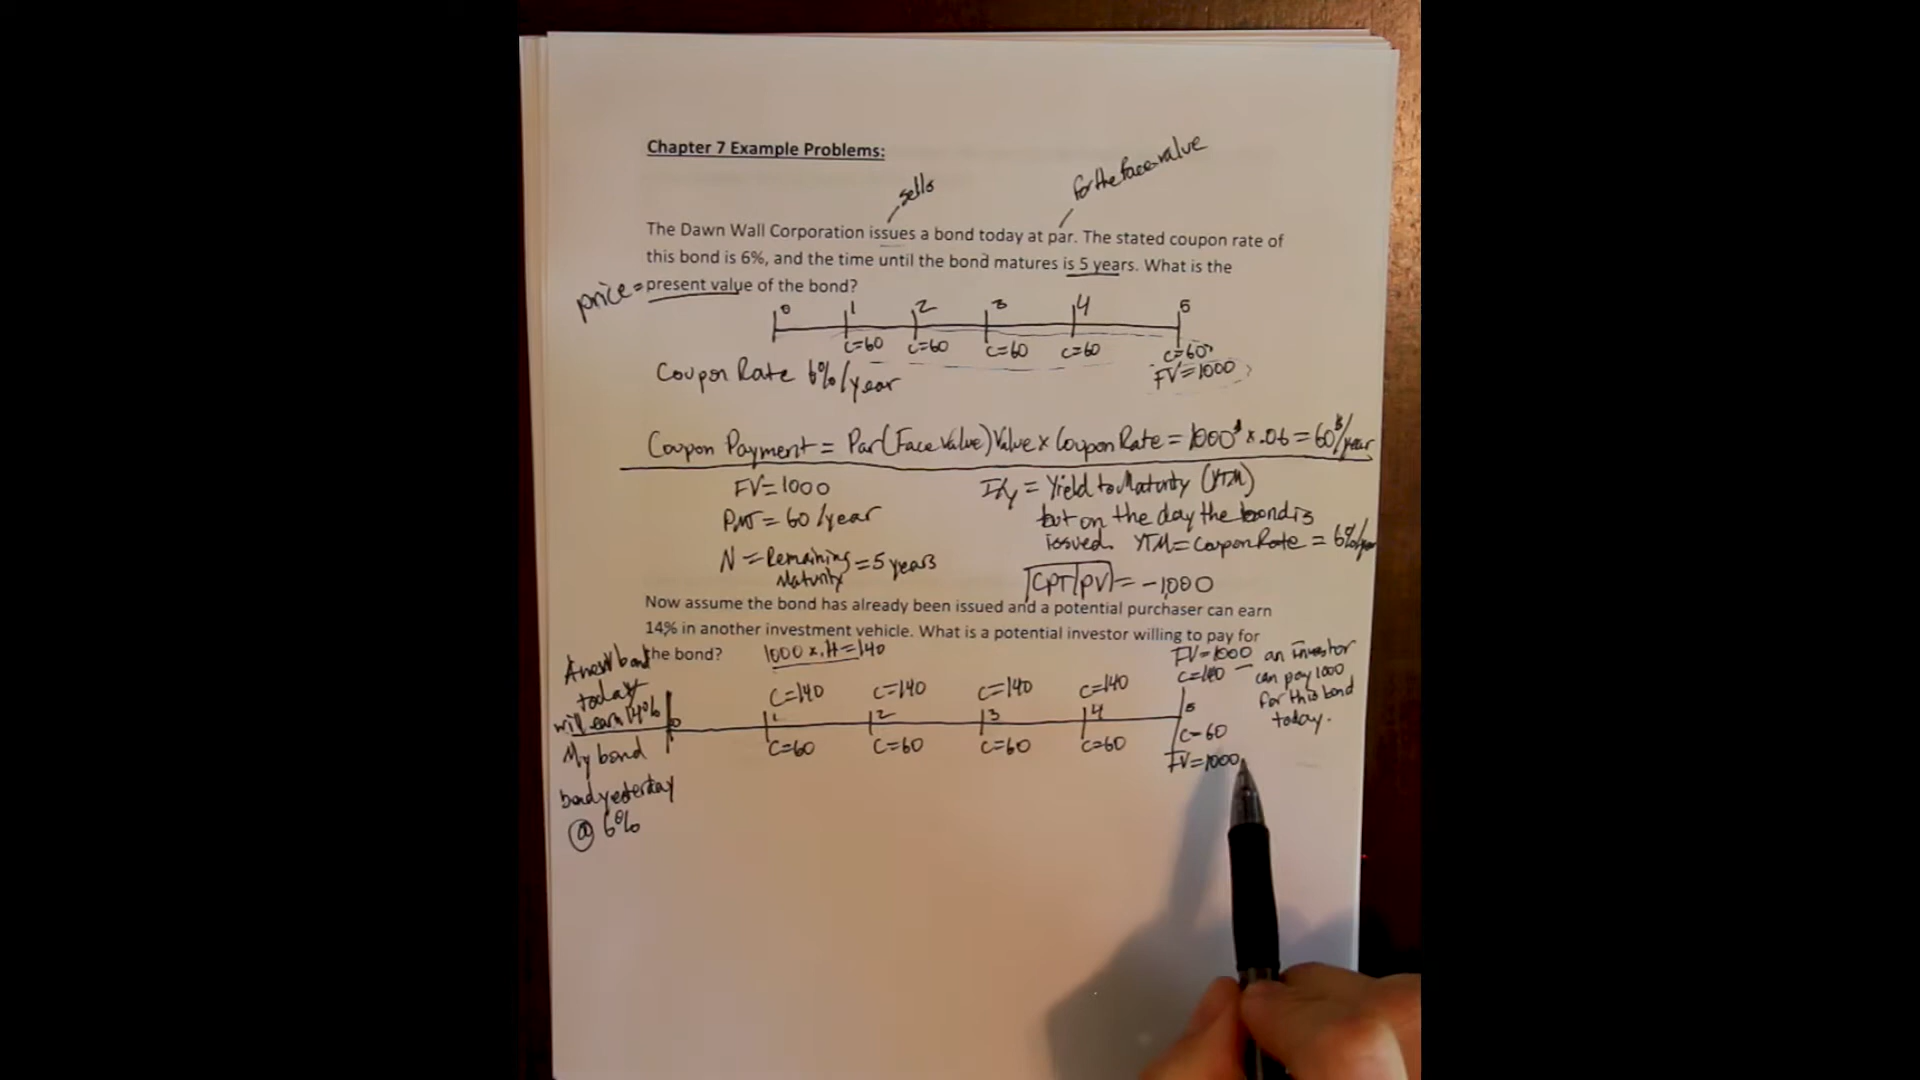 Chapter 7 Example Problems:
sells
for the face value
The Dawn Wall Corporation issues a bond today at par. The stated coupon rate of
this bond is 6%, and the time until the bond matures is 5 years. What is the
price = present value of the bond?
0 1 2 3 4 5
C=60 C=60 C=60 C=60 C=60
FV=1000
Coupon Rate 6%/year
Coupon Payment = Par(Face Value) Value x Coupon Rate = 1000$ x .06 = 60$/year
FV=1000
PMT = 60/year
N = Remaining Maturity = 5 years
I/y = Yield to Maturity (YTM)
but on the day the bond is
issued. YTM = Coupon Rate = 6%/year
CPT PV = -1,000
Now assume the bond has already been issued and a potential purchaser can earn
14% in another investment vehicle. What is a potential investor willing to pay for
the bond?
1000 x .14 = 140
A new bond
today
will earn 14%
FV=1000
C=140 C=140 C=140 C=140 C=140
an investor
can pay 1000
for this bond
today.
0 1 2 3 4 5
C=60 C=60 C=60 C=60 C=60
FV=1000
My bond
bond yesterday
@ 6%